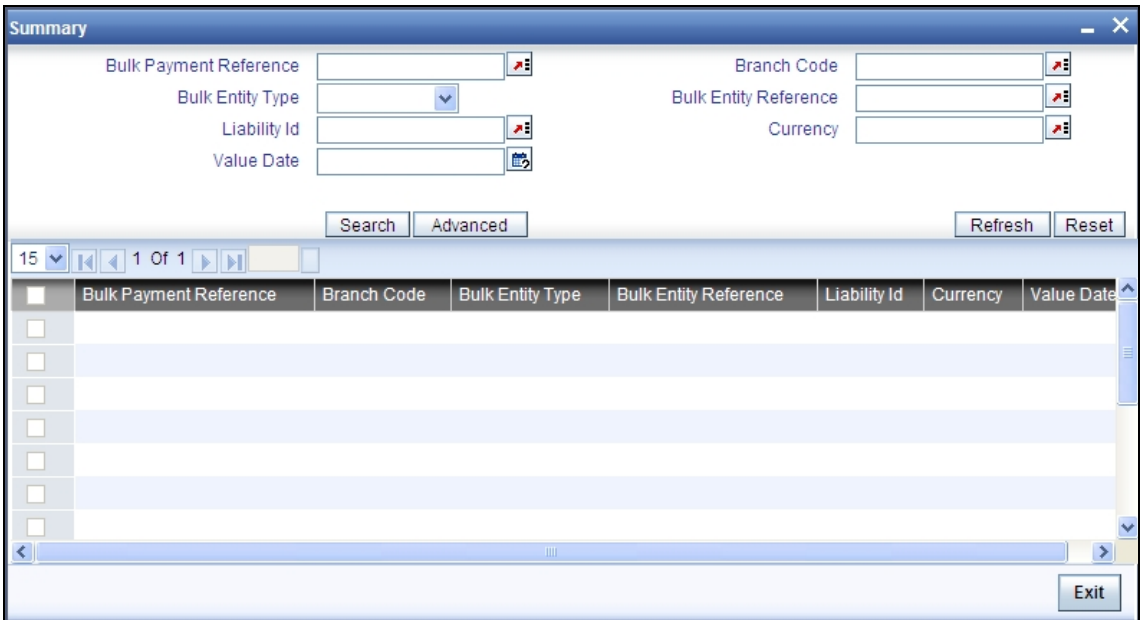 Summary
Bulk Payment Reference Branch Code
Bulk Entity Type Bulk Entity Reference
Liability Id Currency
Value Date
Search Advanced Refresh Reset
15 1 Of 1
Bulk Payment Reference Branch Code Bulk Entity Type Bulk Entity Reference Liability Id Currency Value Date
Exit